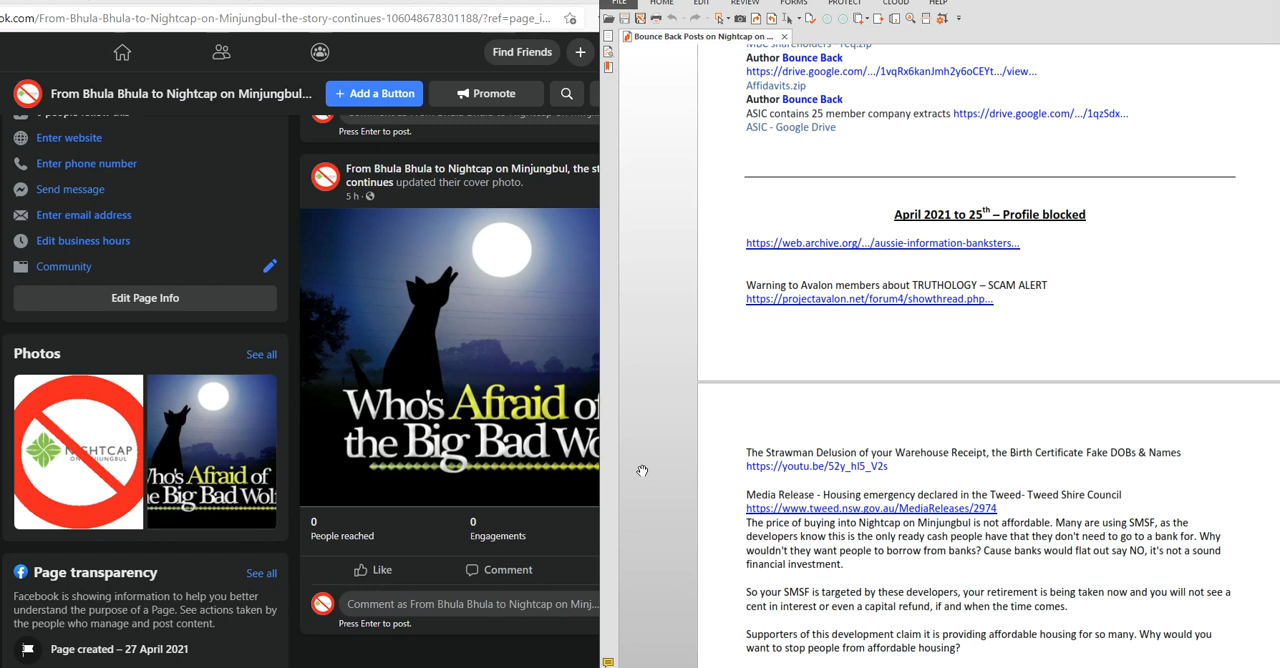 ok.com/From-Bhula-Bhula-to-Nightcap-on-Minjungbul-the-story-continues-106048678301188/?ref=page_i...
Find Friends
From Bhula Bhula to Nightcap on Minjungbul...
+ Add a Button
Promote
Enter website
Enter phone number
Send message
Enter email address
Edit business hours
Community
Edit Page Info
Photos
See all
NIGHTCAP
ON MINJUNGBUL
Who's Afraid of
he Big Bad Wolf
Page transparency
See all
Facebook is showing information to help you better
understand the purpose of a Page. See actions taken by
the people who manage and post content.
Page created – 27 April 2021
Press Enter to post.
From Bhula Bhula to Nightcap on Minjungbul, the st
continues updated their cover photo.
5 h ·
Who's Afraid of
the Big Bad Wo
0
People reached
0
Engagements
Like
Comment
Comment as From Bhula Bhula to Nightcap on Minj...
Press Enter to post.
FILE HOME EDIT REVIEW FORMS PROTECT CLOUD HELP
Bounce Back Posts on Nightcap on ...
MBC shareholders - req.zip
Author Bounce Back
https://drive.google.com/.../1vqRx6kanJmh2y6oCEYt.../view...
Affidavits.zip
Author Bounce Back
ASIC contains 25 member company extracts https://drive.google.com/.../1qzSdx...
ASIC - Google Drive
April 2021 to 25th – Profile blocked
https://web.archive.org/.../aussie-information-banksters...
Warning to Avalon members about TRUTHOLOGY – SCAM ALERT
https://projectavalon.net/forum4/showthread.php...
The Strawman Delusion of your Warehouse Receipt, the Birth Certificate Fake DOBs & Names
https://youtu.be/52y_hI5_V2s
Media Release - Housing emergency declared in the Tweed- Tweed Shire Council
https://www.tweed.nsw.gov.au/MediaReleases/2974
The price of buying into Nightcap on Minjungbul is not affordable. Many are using SMSF, as the
developers know this is the only ready cash people have that they don't need to go to a bank for. Why
wouldn't they want people to borrow from banks? Cause banks would flat out say NO, it's not a sound
financial investment.
So your SMSF is targeted by these developers, your retirement is being taken now and you will not see a
cent in interest or even a capital refund, if and when the time comes.
Supporters of this development claim it is providing affordable housing for so many. Why would you
want to stop people from affordable housing?